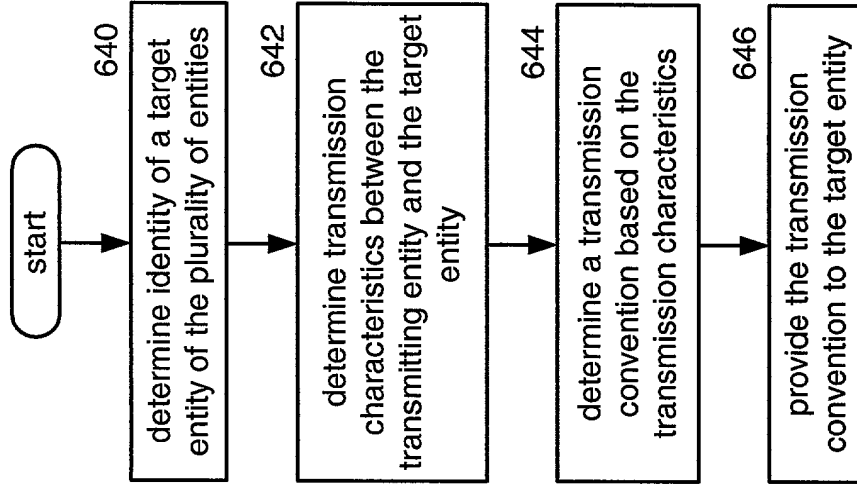 start
640
determine identity of a target
entity of the plurality of entities
642
determine transmission
characteristics between the
transmitting entity and the target
entity
644
determine a transmission
convention based on the
transmission characteristics
646
provide the transmission
convention to the target entity